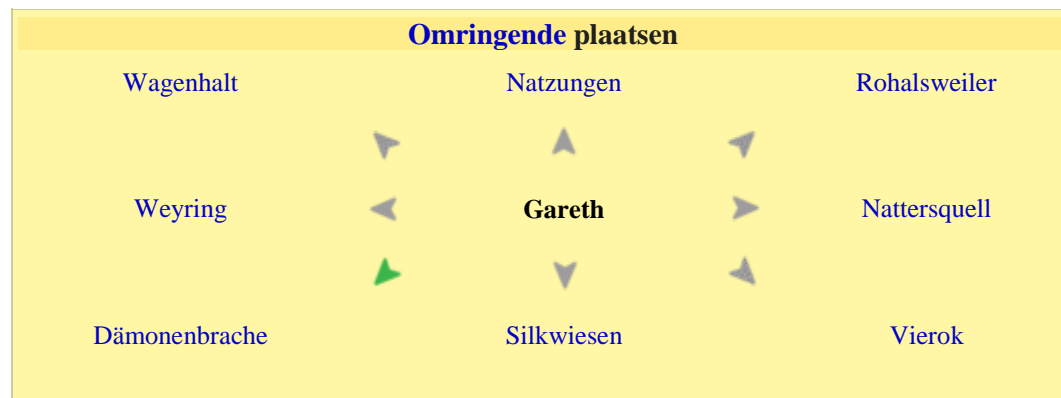 Omringende plaatsen
Wagenhalt Natzungen Rohalsweiler
Weyring Gareth Nattersquell
Dämonenbrache Silkwiesen Vierok